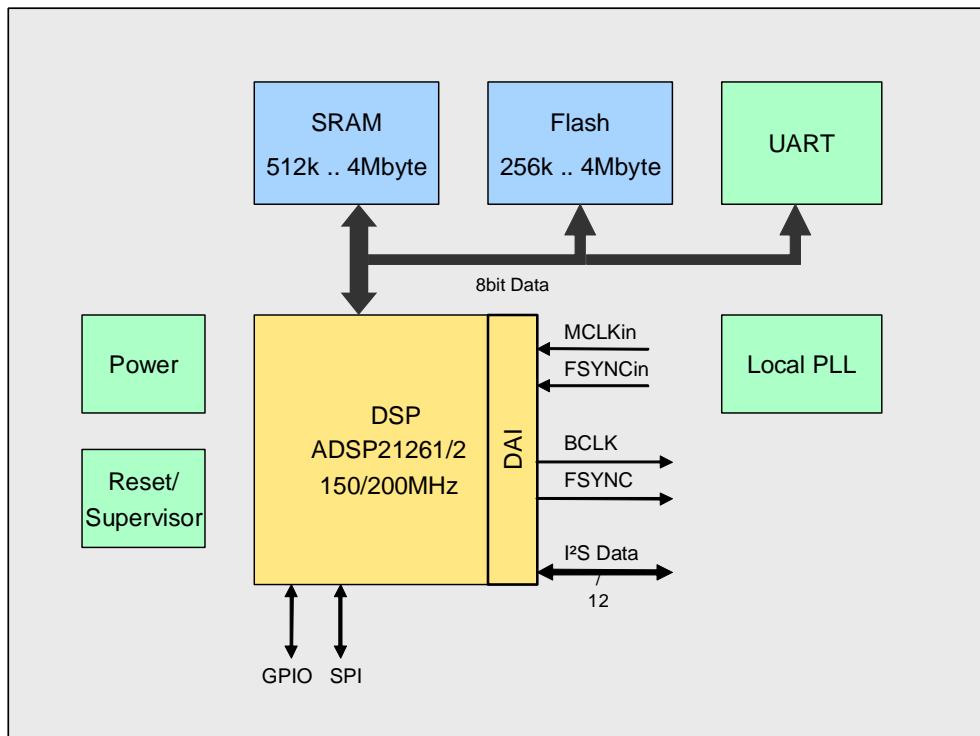 SRAM
512k .. 4Mbyte
Flash
256k .. 4Mbyte
UART
8bit Data
Power
Reset/
Supervisor
DSP
ADSP21261/2
150/200MHz
DAI
MCLKin
FSYNCin
BCLK
FSYNC
I²S Data
12
Local PLL
GPIO
SPI